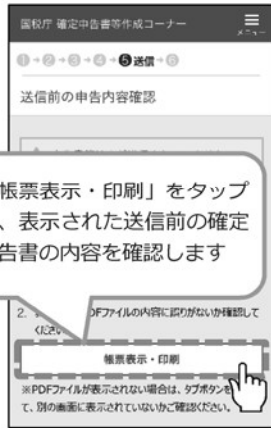 国税庁 確定申告書等作成コーナー
メニュー
①→②→③→④→❺送信→⑥
送信前の申告内容確認
帳票表示・印刷」をタップ
、表示された送信前の確定
告書の内容を確認します
2.
DFファイルの内容に誤りがないか確認して
くださ
帳票表示・印刷
※PDFファイルが表示されない場合は、タブボタンを
て、別の画面に表示されていないかご確認ください。